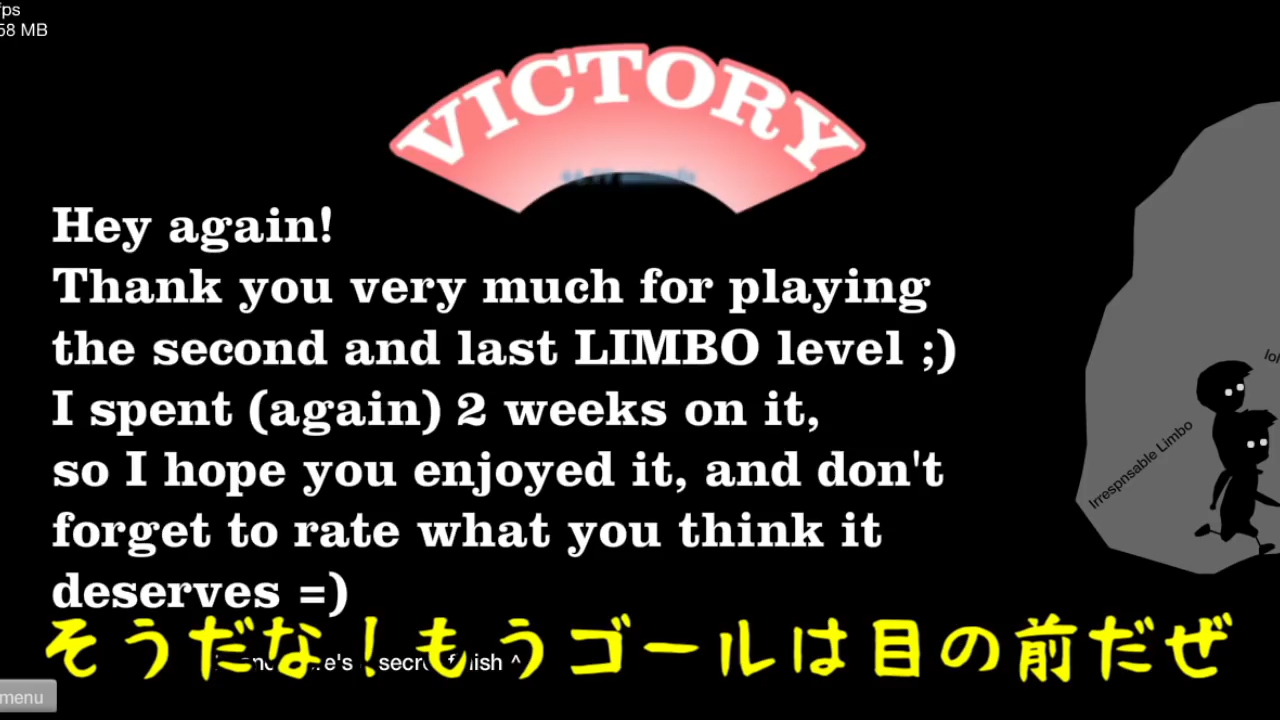 fps
58 MB
VICTORY
Hey again!
Thank you very much for playing
the second and last LIMBO level ;)
I spent (again) 2 weeks on it,
so I hope you enjoyed it, and don't
forget to rate what you think it
deserves =)
Irrespnsable Limbo
そうだな！もうゴールは目の前だぜ
menu